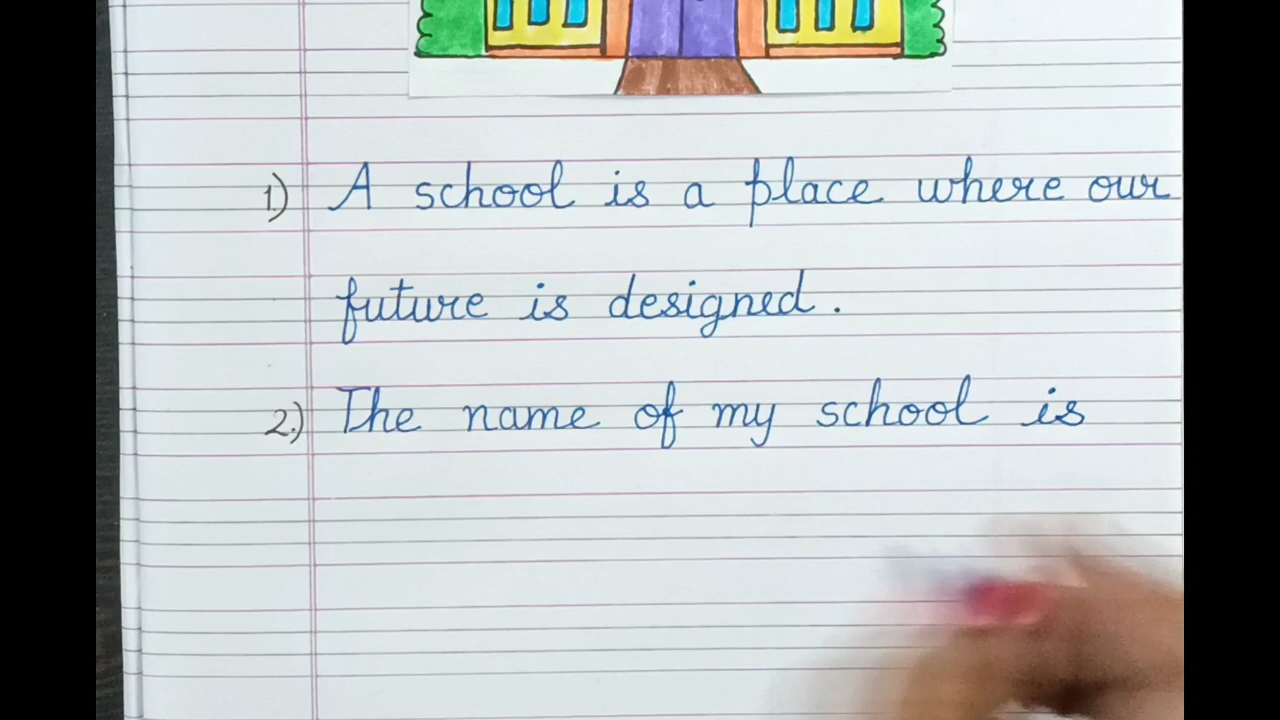 1) A school is a place where our
future is designed.
2.) The name of my school is